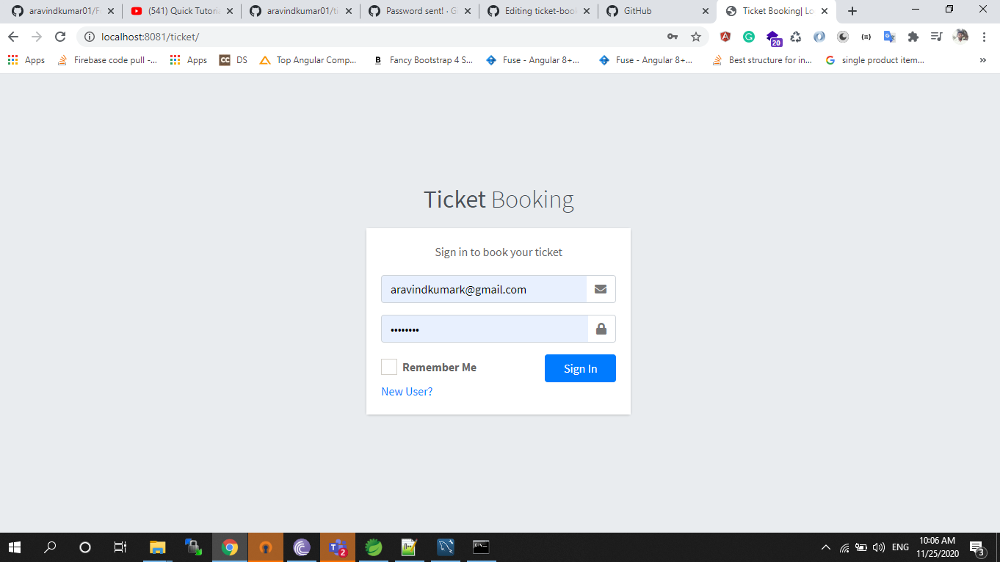 aravindkumar01/F
(541) Quick Tutori
aravindkumar01/ti
Password sent! · G
Editing ticket-boo
GitHub
Ticket Booking| Lo
localhost:8081/ticket/
20
Apps
Firebase code pull -...
Apps
CC DS
Top Angular Comp...
B Fancy Bootstrap 4 S...
Fuse - Angular 8+...
Fuse - Angular 8+...
Best structure for in...
single product item...
»
Ticket Booking
Sign in to book your ticket
aravindkumark@gmail.com
••••••••
Remember Me
Sign In
New User?
2
ENG
10:06 AM
11/25/2020
3